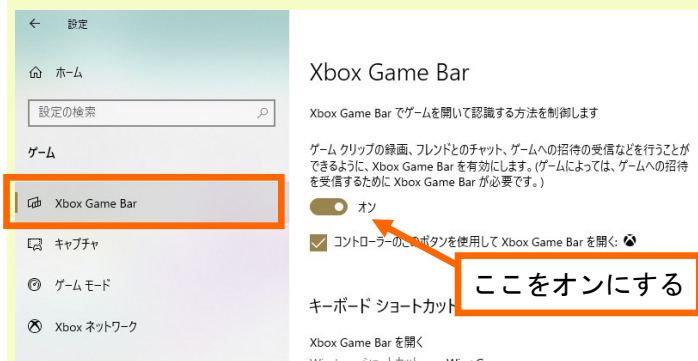 ← 設定
ホーム
設定の検索
ゲーム
Xbox Game Bar
キャプチャ
ゲーム モード
Xbox ネットワーク
Xbox Game Bar
Xbox Game Bar でゲームを開いて認識する方法を制御します
ゲーム クリップの録画、フレンドとのチャット、ゲームへの招待の受信などを行うことが
できるように、Xbox Game Bar を有効にします。(ゲームによっては、ゲームへの招待
を受信するために Xbox Game Bar が必要です。)
オン
コントローラーのこのボタンを使用して Xbox Game Bar を開く:
ここをオンにする
キーボード ショートカット
Xbox Game Bar を開く